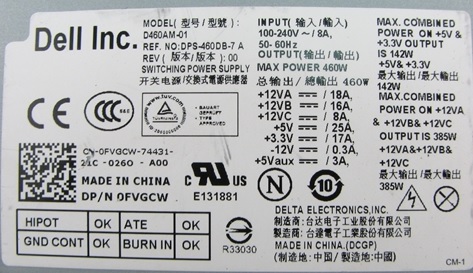 Dell Inc.
MODEL (型号 / 型號):
D460AM-01
REF. NO:DPS-460DB-7 A
REV (版本 / 版本): 00
SWITCHING POWER SUPPLY
开关电源/交換式電源供應器
INPUT(输入 / 輸入)
100-240V~ / 8A,
50-60Hz
OUTPUT(输出 / 輸出)
MAX POWER 460W
总输出 / 總輸出 460W
+12VA ⎓ / 18A,
+12VB ⎓ / 16A,
+12VC ⎓ / 8A,
+5V ⎓ / 25A,
+3.3V ⎓ / 17A,
-12V ⎓ / 0.3A,
+5Vaux ⎓ / 3A,
MAX. COMBINED
POWER ON +5V &
+3.3V OUTPUT
IS 142W
+5V& +3.3V
最大输出 / 最大輸出
142W
MAX. COMBINED
POWER ON +12VA
&+12VB& +12VC
OUTPUT IS 385W
+12VA&+12VB&
+12VC
最大输出 / 最大輸出
385W
CCC
TUV
BAUART
GEPRUFT
TYPE
APPROVED
CN-0FVGCW-74431-
21C-0260 - A00
MADE IN CHINA
DP/N 0FVGCW
UL US
E131881
N
10
HIPOT OK ATE OK
GND CONT OK BURN IN OK
R33030
DELTA ELECTRONICS,INC.
制造商:台达电子工业股份有限公司
製造商:台達電子工業股份有限公司
MADE IN CHINA.(DCGP)
制造地:中国 / 製造地:中國
CM-1